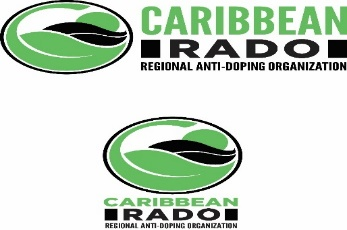 CARIBBEAN
RADO
REGIONAL ANTI-DOPING ORGANIZATION
CARIBBEAN
RADO
REGIONAL ANTI-DOPING ORGANIZATION